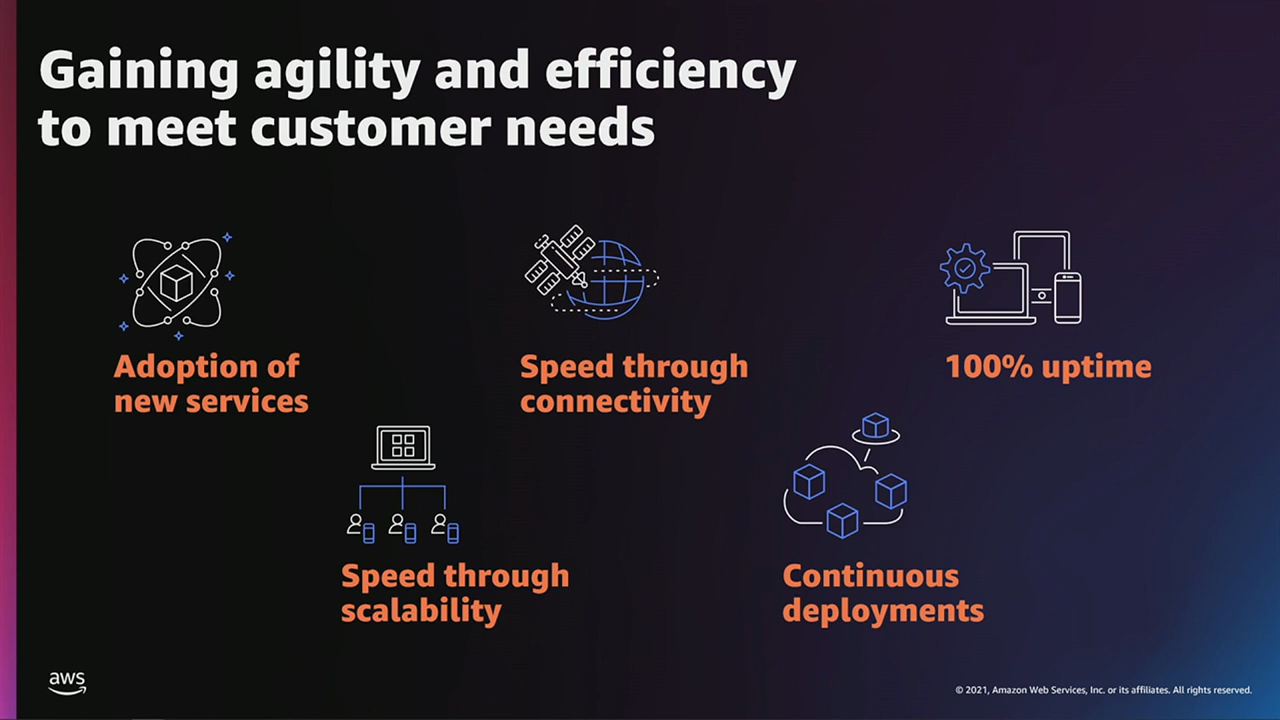 Gaining agility and efficiency
to meet customer needs
Adoption of
new services
Speed through
connectivity
100% uptime
Speed through
scalability
Continuous
deployments
aws
© 2021, Amazon Web Services, Inc. or its affiliates. All rights reserved.